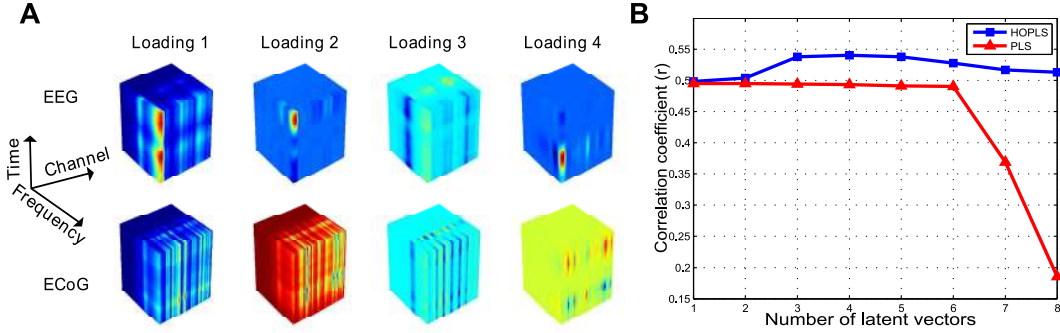 A
Loading 1
Loading 2
Loading 3
Loading 4
EEG
Time
Channel
Frequency
ECoG
B
HOPLS
PLS
Correlation coefficient (r)
0.55
0.5
0.45
0.4
0.35
0.3
0.25
0.2
0.15
1 2 3 4 5 6 7 8
Number of latent vectors